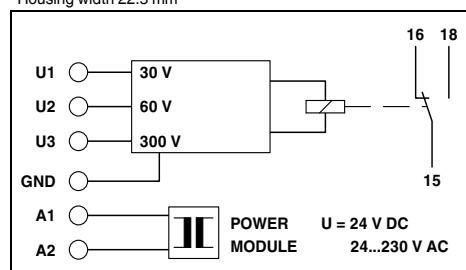 Housing width 22.5 mm
16 18
U1 30 V
U2 60 V
U3 300 V
15
GND
A1
POWER U = 24 V DC
A2 MODULE 24...230 V AC